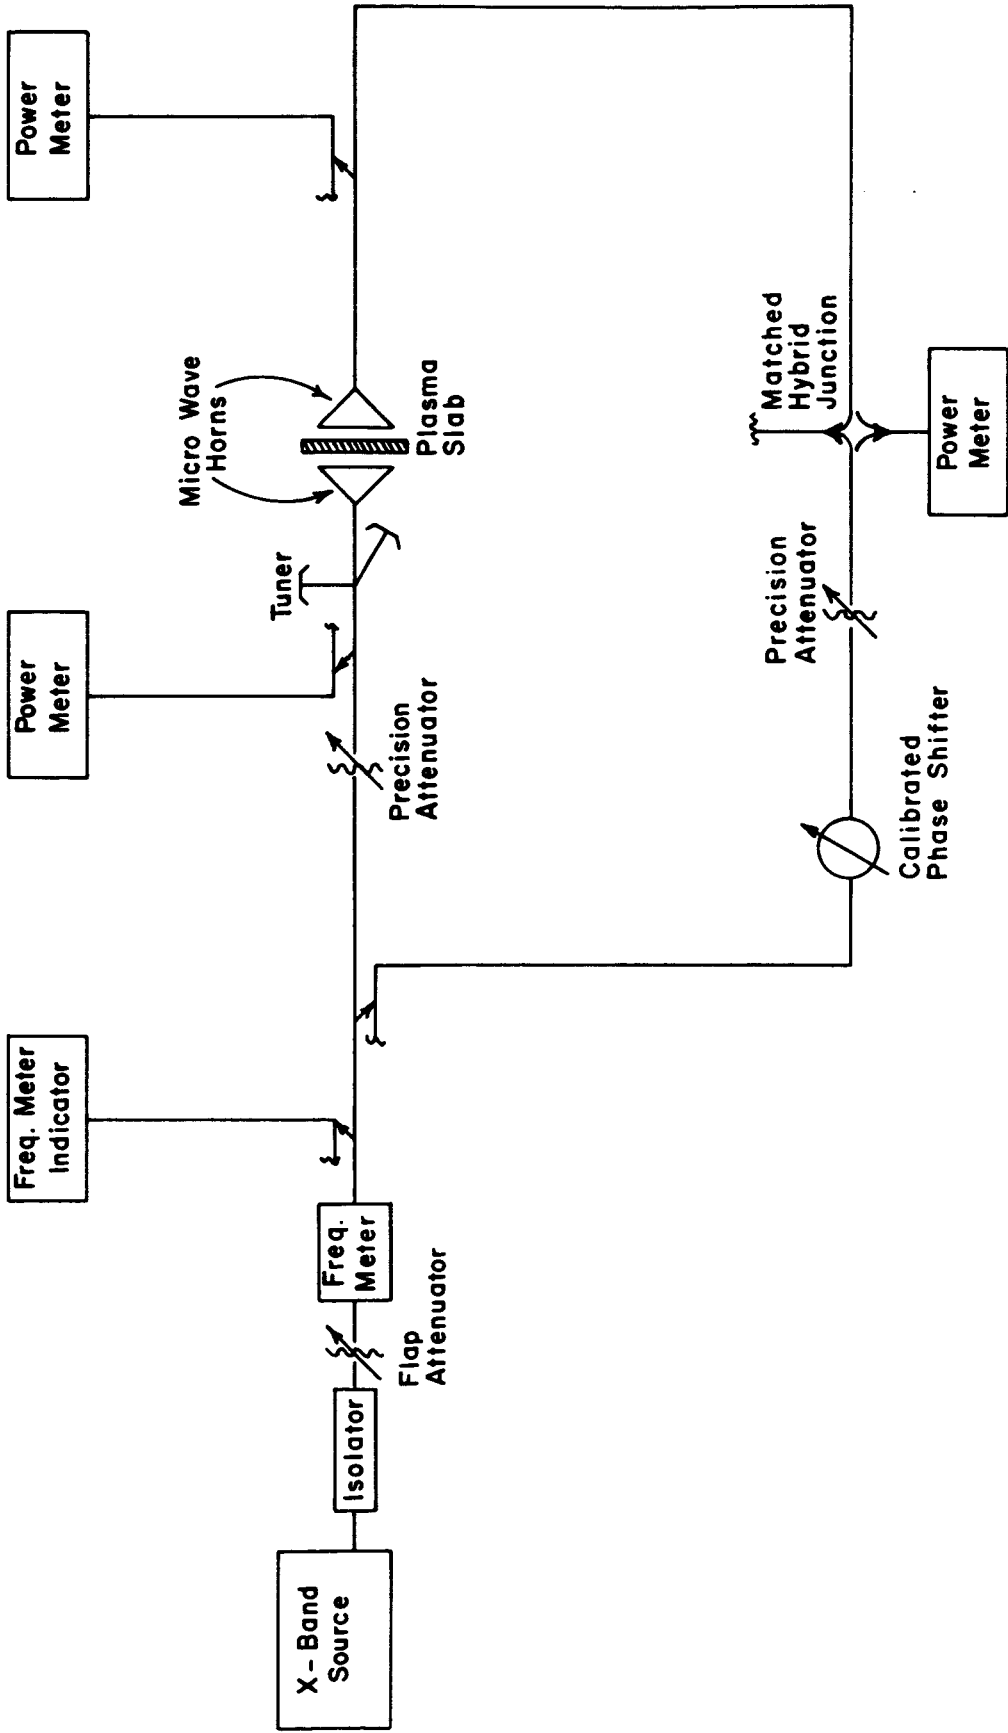 Freq. Meter
Indicator
Power
Meter
Power
Meter
X-Band
Source
Isolator
Flap
Attenuator
Freq.
Meter
Precision
Attenuator
Tuner
Micro Wave
Horns
Plasma
Slab
Calibrated
Phase Shifter
Precision
Attenuator
Matched
Hybrid
Junction
Power
Meter